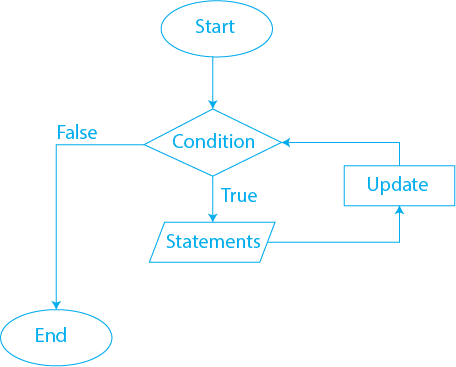 Start
False
Condition
True
Update
Statements
End